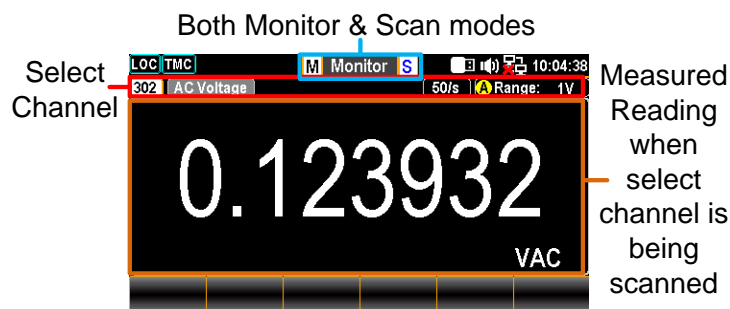 Both Monitor & Scan modes
LOC TMC M Monitor S 10:04:38
Select
Channel
302 AC Voltage 50/s A Range: 1V
0.123932
VAC
Measured
Reading
when
select
channel is
being
scanned